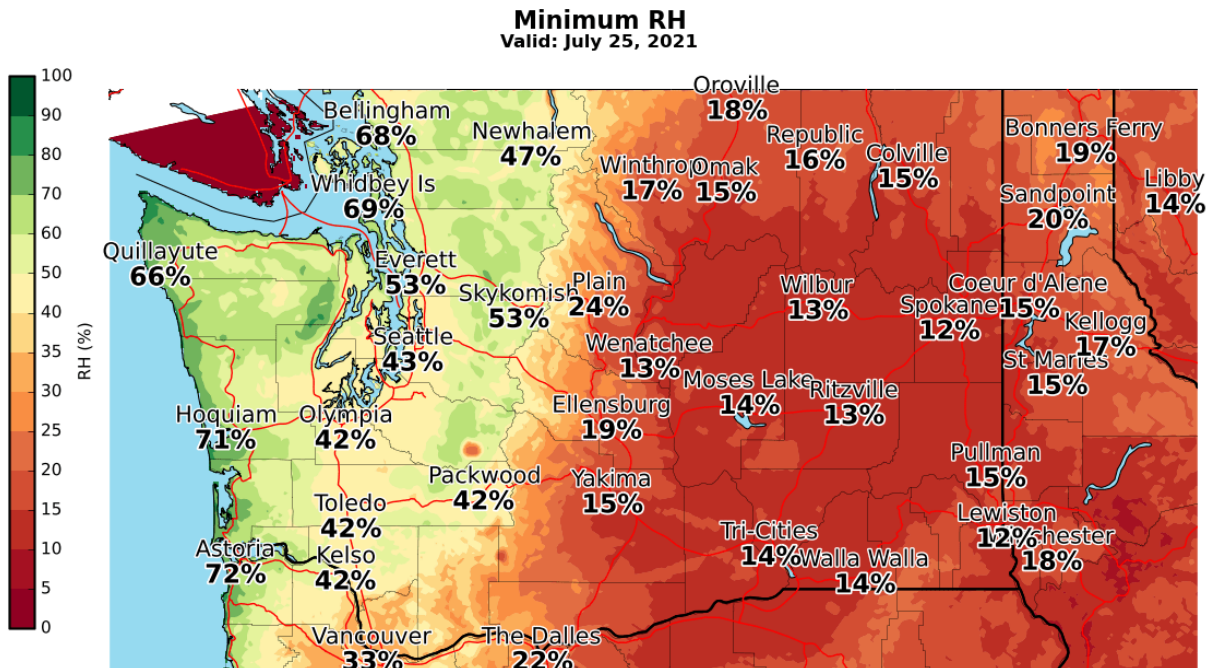 Minimum RH
Valid: July 25, 2021
100
90
80
70
60
50
40
35
30
25
20
15
10
5
0
RH (%)
Oroville
18%
Bellingham
68%
Newhalem
47%
Republic
16%
Bonners Ferry
19%
Colville
15%
Winthrop
17%
Omak
15%
Libby
14%
Whidbey Is
69%
Sandpoint
20%
Quillayute
66%
Everett
53%
Skykomish
53%
Plain
24%
Wilbur
13%
Coeur d'Alene
15%
Spokane
12%
Kellogg
17%
Seattle
43%
Wenatchee
13%
St Maries
15%
Moses Lake
14%
Ritzville
13%
Hoquiam
71%
Olympia
42%
Ellensburg
19%
Packwood
42%
Yakima
15%
Pullman
15%
Toledo
42%
Lewiston
12%
Tri-Cities
14%
chester
18%
Astoria
72%
Kelso
42%
Walla Walla
14%
Vancouver
33%
The Dalles
22%